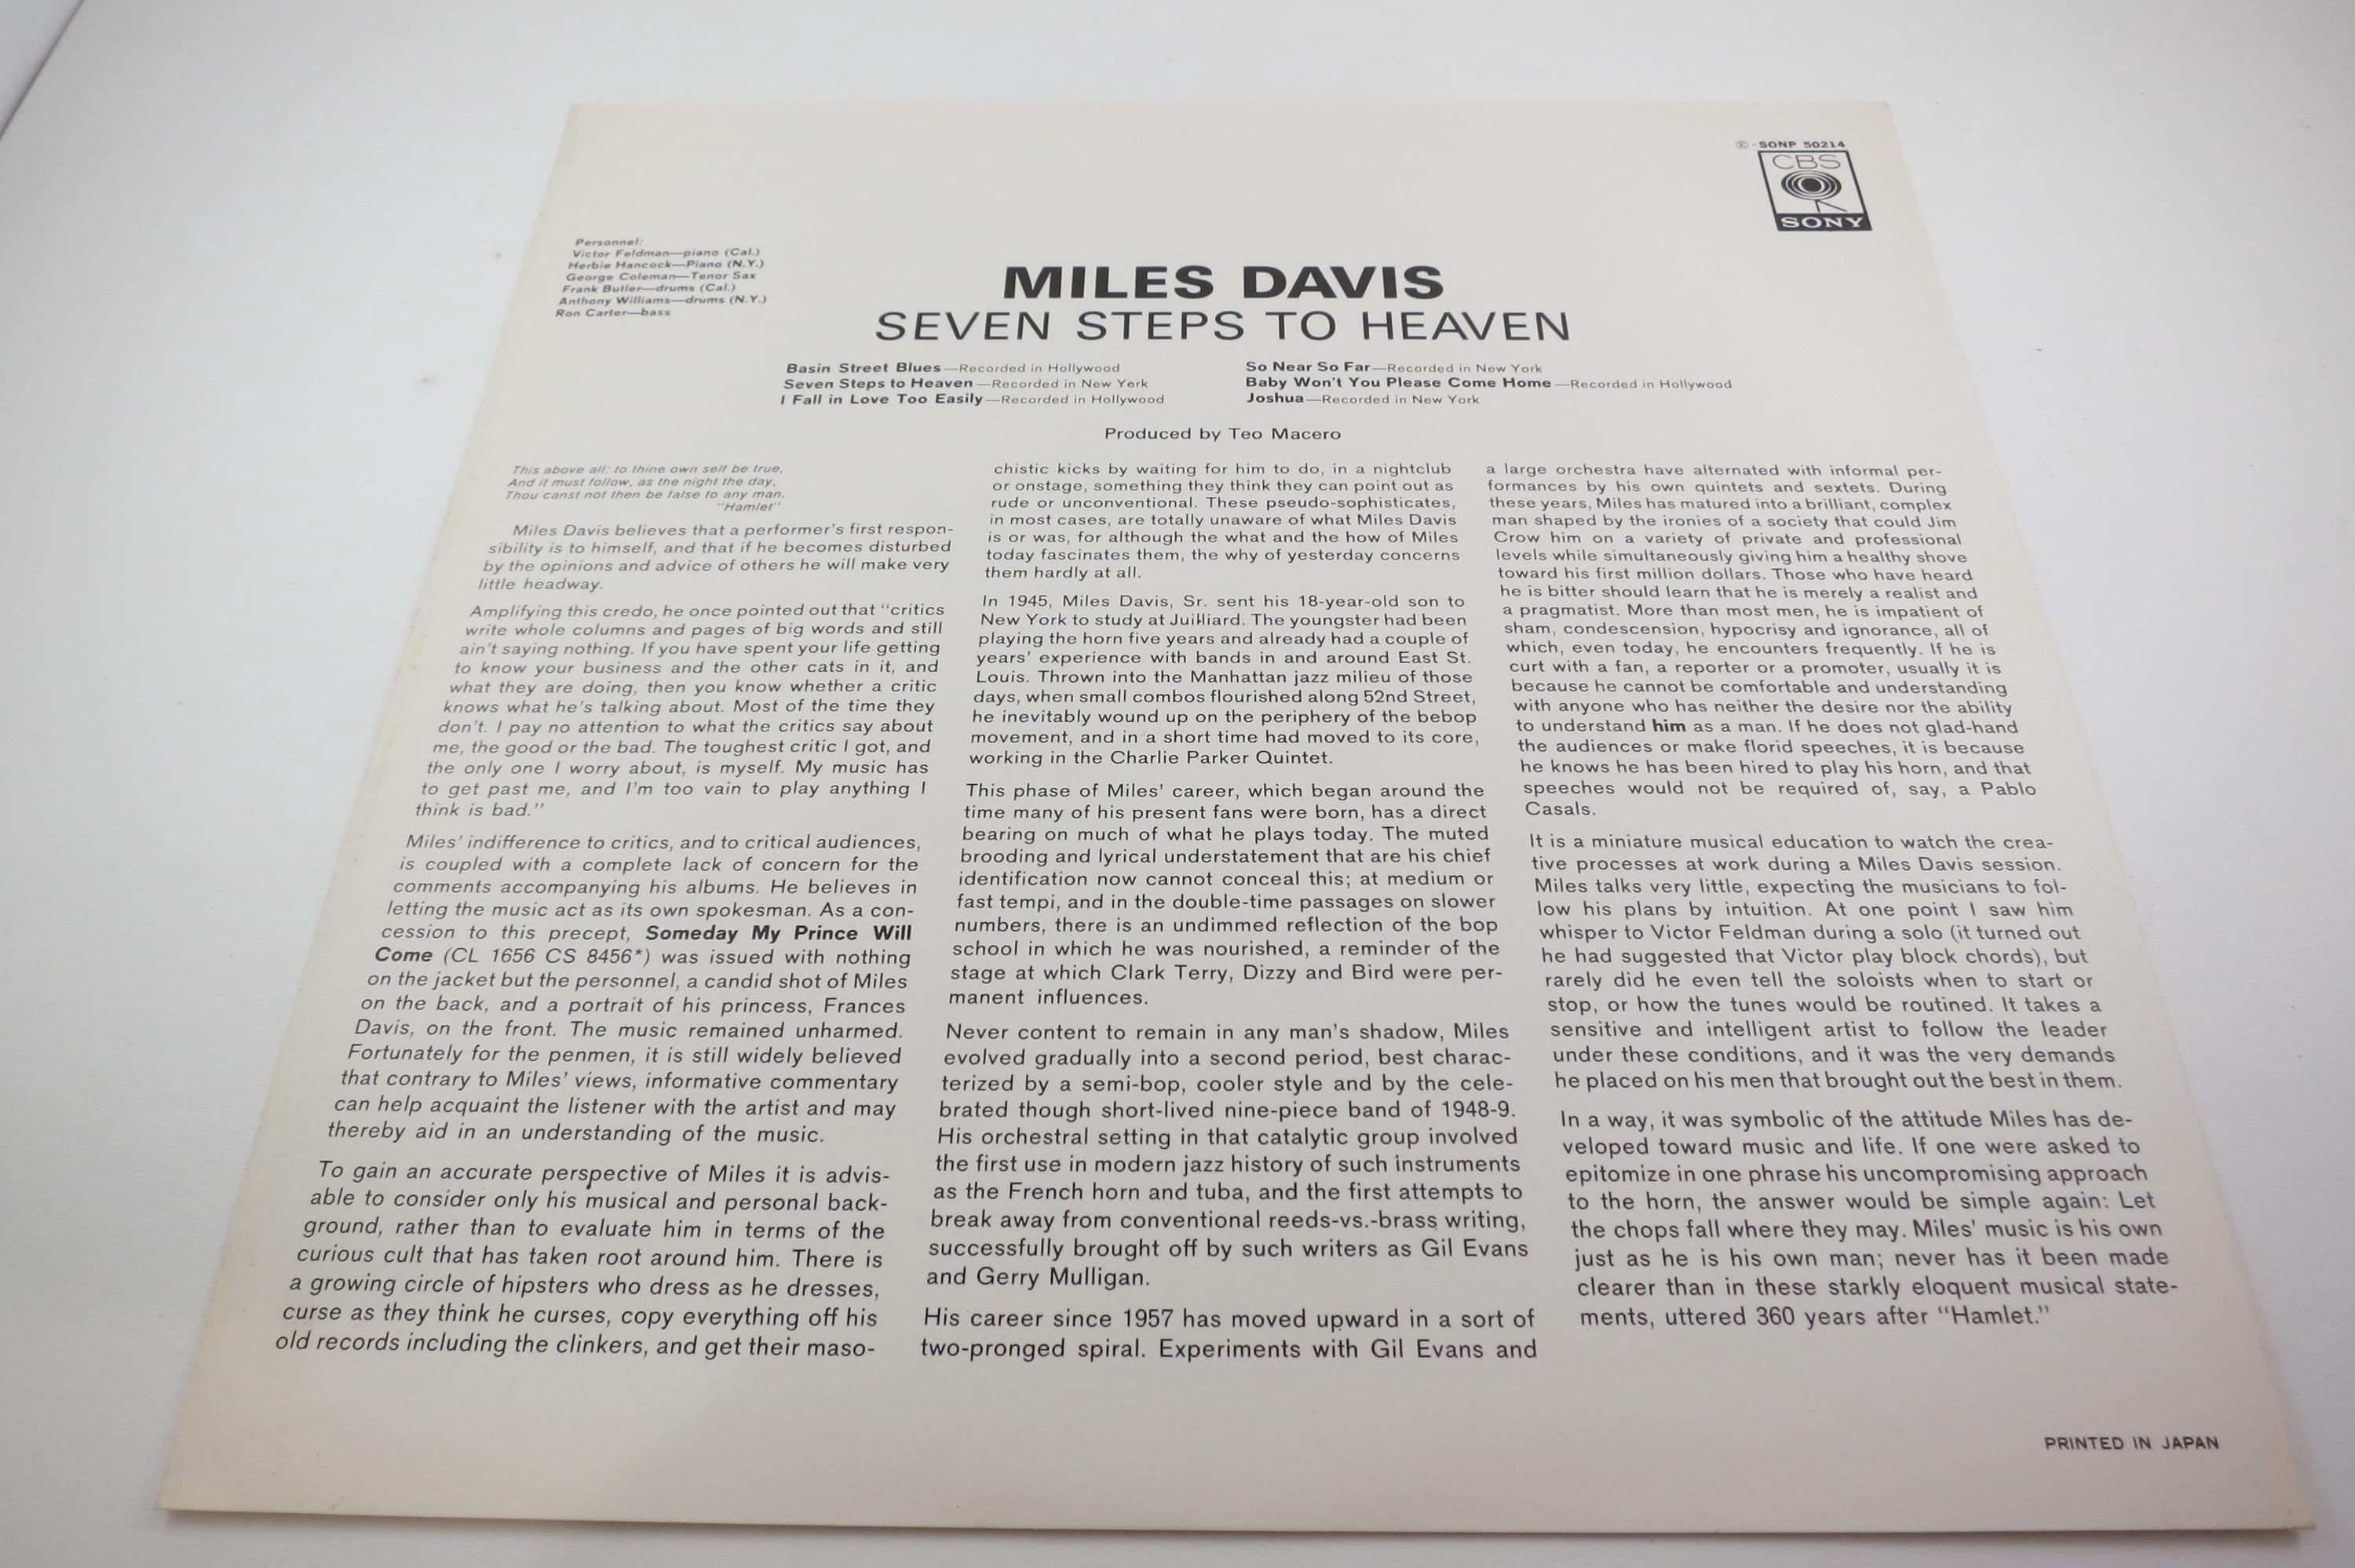 Ⓔ-SONP 50214
CBS
SONY
Personnel:
Victor Feldman—piano (Cal.)
Herbie Hancock—Piano (N.Y.)
George Coleman—Tenor Sax
Frank Butler—drums (Cal.)
Anthony Williams—drums (N.Y.)
Ron Carter—bass
MILES DAVIS
SEVEN STEPS TO HEAVEN
Basin Street Blues—Recorded in Hollywood
Seven Steps to Heaven—Recorded in New York
I Fall in Love Too Easily—Recorded in Hollywood
So Near So Far—Recorded in New York
Baby Won't You Please Come Home—Recorded in Hollywood
Joshua—Recorded in New York
Produced by Teo Macero
This above all: to thine own self be true,
And it must follow, as the night the day,
Thou canst not then be false to any man.
"Hamlet"
Miles Davis believes that a performer's first respon-
sibility is to himself, and that if he becomes disturbed
by the opinions and advice of others he will make very
little headway.
Amplifying this credo, he once pointed out that "critics
write whole columns and pages of big words and still
ain't saying nothing. If you have spent your life getting
to know your business and the other cats in it, and
what they are doing, then you know whether a critic
knows what he's talking about. Most of the time they
don't. I pay no attention to what the critics say about
me, the good or the bad. The toughest critic I got, and
the only one I worry about, is myself. My music has
to get past me, and I'm too vain to play anything I
think is bad."
Miles' indifference to critics, and to critical audiences,
is coupled with a complete lack of concern for the
comments accompanying his albums. He believes in
letting the music act as its own spokesman. As a con-
cession to this precept, Someday My Prince Will
Come (CL 1656 CS 8456*) was issued with nothing
on the jacket but the personnel, a candid shot of Miles
on the back, and a portrait of his princess, Frances
Davis, on the front. The music remained unharmed.
Fortunately for the penmen, it is still widely believed
that contrary to Miles' views, informative commentary
can help acquaint the listener with the artist and may
thereby aid in an understanding of the music.
To gain an accurate perspective of Miles it is advis-
able to consider only his musical and personal back-
ground, rather than to evaluate him in terms of the
curious cult that has taken root around him. There is
a growing circle of hipsters who dress as he dresses,
curse as they think he curses, copy everything off his
old records including the clinkers, and get their maso-
chistic kicks by waiting for him to do, in a nightclub
or onstage, something they think they can point out as
rude or unconventional. These pseudo-sophisticates,
in most cases, are totally unaware of what Miles Davis
is or was, for although the what and the how of Miles
today fascinates them, the why of yesterday concerns
them hardly at all.
In 1945, Miles Davis, Sr. sent his 18-year-old son to
New York to study at Juilliard. The youngster had been
playing the horn five years and already had a couple of
years' experience with bands in and around East St.
Louis. Thrown into the Manhattan jazz milieu of those
days, when small combos flourished along 52nd Street,
he inevitably wound up on the periphery of the bebop
movement, and in a short time had moved to its core,
working in the Charlie Parker Quintet.
This phase of Miles' career, which began around the
time many of his present fans were born, has a direct
bearing on much of what he plays today. The muted
brooding and lyrical understatement that are his chief
identification now cannot conceal this; at medium or
fast tempi, and in the double-time passages on slower
numbers, there is an undimmed reflection of the bop
school in which he was nourished, a reminder of the
stage at which Clark Terry, Dizzy and Bird were per-
manent influences.
Never content to remain in any man's shadow, Miles
evolved gradually into a second period, best charac-
terized by a semi-bop, cooler style and by the cele-
brated though short-lived nine-piece band of 1948-9.
His orchestral setting in that catalytic group involved
the first use in modern jazz history of such instruments
as the French horn and tuba, and the first attempts to
break away from conventional reeds-vs.-brass writing,
successfully brought off by such writers as Gil Evans
and Gerry Mulligan.
His career since 1957 has moved upward in a sort of
two-pronged spiral. Experiments with Gil Evans and
a large orchestra have alternated with informal per-
formances by his own quintets and sextets. During
these years, Miles has matured into a brilliant, complex
man shaped by the ironies of a society that could Jim
Crow him on a variety of private and professional
levels while simultaneously giving him a healthy shove
toward his first million dollars. Those who have heard
he is bitter should learn that he is merely a realist and
a pragmatist. More than most men, he is impatient of
sham, condescension, hypocrisy and ignorance, all of
which, even today, he encounters frequently. If he is
curt with a fan, a reporter or a promoter, usually it is
because he cannot be comfortable and understanding
with anyone who has neither the desire nor the ability
to understand him as a man. If he does not glad-hand
the audiences or make florid speeches, it is because
he knows he has been hired to play his horn, and that
speeches would not be required of, say, a Pablo
Casals.
It is a miniature musical education to watch the crea-
tive processes at work during a Miles Davis session.
Miles talks very little, expecting the musicians to fol-
low his plans by intuition. At one point I saw him
whisper to Victor Feldman during a solo (it turned out
he had suggested that Victor play block chords), but
rarely did he even tell the soloists when to start or
stop, or how the tunes would be routined. It takes a
sensitive and intelligent artist to follow the leader
under these conditions, and it was the very demands
he placed on his men that brought out the best in them.
In a way, it was symbolic of the attitude Miles has de-
veloped toward music and life. If one were asked to
epitomize in one phrase his uncompromising approach
to the horn, the answer would be simple again: Let
the chops fall where they may. Miles' music is his own
just as he is his own man; never has it been made
clearer than in these starkly eloquent musical state-
ments, uttered 360 years after "Hamlet."
PRINTED IN JAPAN